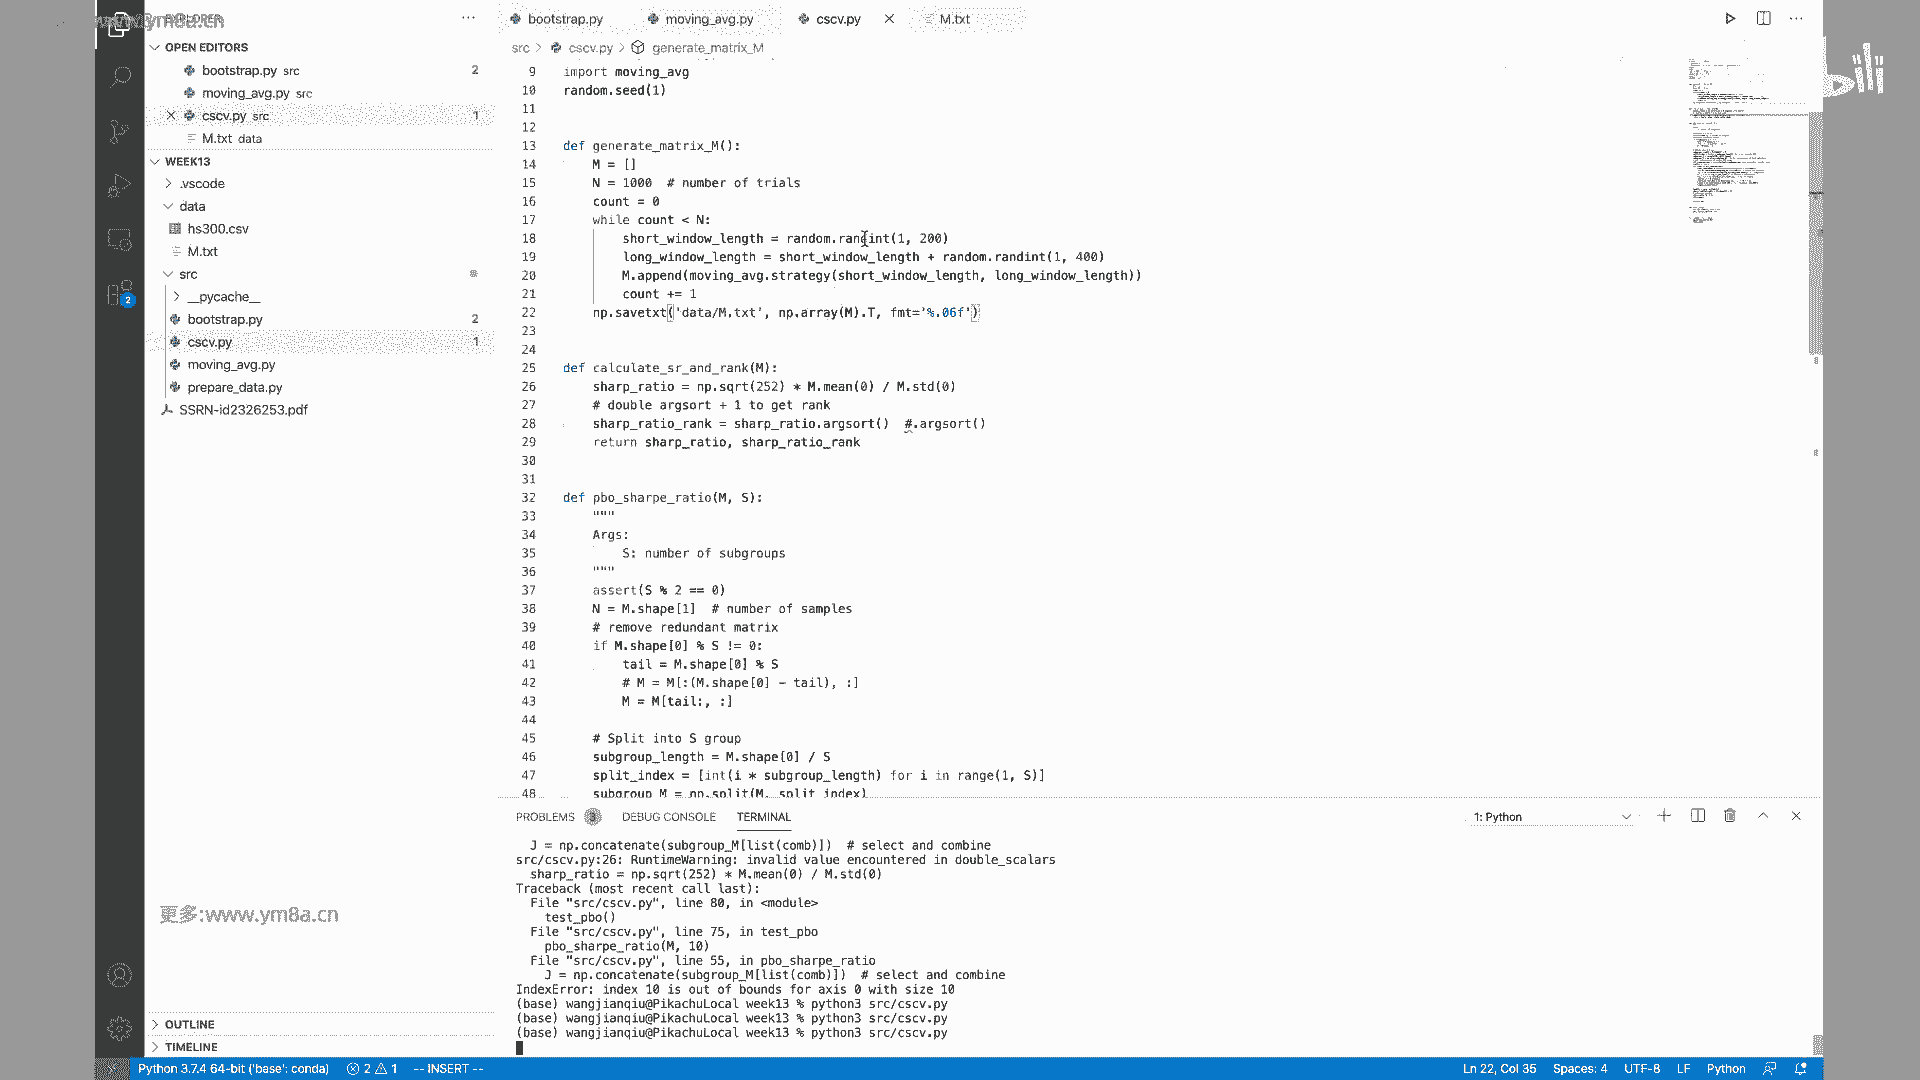 www.ym8a.cn
OPEN EDITORS
bootstrap.py src 2
moving_avg.py src
cscv.py src 1
M.txt data
WEEK13
.vscode
data
hs300.csv
M.txt
src
__pycache__
bootstrap.py 2
cscv.py 1
moving_avg.py
prepare_data.py
SSRN-id2326253.pdf
更多:www.ym8a.cn
OUTLINE
TIMELINE
bootstrap.py moving_avg.py cscv.py M.txt
src > cscv.py > generate_matrix_M
9 import moving_avg
10 random.seed(1)
11
12
13 def generate_matrix_M():
14 M = []
15 N = 1000 # number of trials
16 count = 0
17 while count < N:
18 short_window_length = random.randint(1, 200)
19 long_window_length = short_window_length + random.randint(1, 400)
20 M.append(moving_avg.strategy(short_window_length, long_window_length))
21 count += 1
22 np.savetxt('data/M.txt', np.array(M).T, fmt='%.06f')
23
24
25 def calculate_sr_and_rank(M):
26 sharp_ratio = np.sqrt(252) * M.mean(0) / M.std(0)
27 # double argsort + 1 to get rank
28 sharp_ratio_rank = sharp_ratio.argsort() #.argsort()
29 return sharp_ratio, sharp_ratio_rank
30
31
32 def pbo_sharpe_ratio(M, S):
33 """
34 Args:
35 S: number of subgroups
36 """
37 assert(S % 2 == 0)
38 N = M.shape[1] # number of samples
39 # remove redundant matrix
40 if M.shape[0] % S != 0:
41 tail = M.shape[0] % S
42 # M = M[:(M.shape[0] - tail), :]
43 M = M[tail:, :]
44
45 # Split into S group
46 subgroup_length = M.shape[0] / S
47 split_index = [int(i * subgroup_length) for i in range(1, S)]
48 subgroup_M = np.split(M, split_index)
PROBLEMS 3 DEBUG CONSOLE TERMINAL 1: Python
J = np.concatenate(subgroup_M[list(comb)]) # select and combine
src/cscv.py:26: RuntimeWarning: invalid value encountered in double_scalars
sharp_ratio = np.sqrt(252) * M.mean(0) / M.std(0)
Traceback (most recent call last):
File "src/cscv.py", line 80, in <module>
test_pbo()
File "src/cscv.py", line 75, in test_pbo
pbo_sharpe_ratio(M, 10)
File "src/cscv.py", line 55, in pbo_sharpe_ratio
J = np.concatenate(subgroup_M[list(comb)]) # select and combine
IndexError: index 10 is out of bounds for axis 0 with size 10
(base) wangjianqiu@PikachuLocal week13 % python3 src/cscv.py
(base) wangjianqiu@PikachuLocal week13 % python3 src/cscv.py
(base) wangjianqiu@PikachuLocal week13 % python3 src/cscv.py
Python 3.7.4 64-bit ('base': conda) 2 1 -- INSERT -- Ln 22, Col 35 Spaces: 4 UTF-8 LF Python